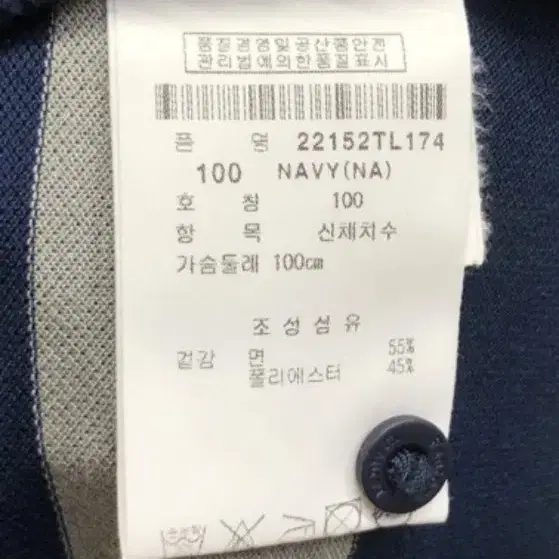 품질경영및공산품안전
관리법에의한품질표시
품 명 22152TL174
100 NAVY(NA)
호 칭 100
항 목 신체치수
가슴둘레 100cm
조성섬유
겉감 면 55%
폴리에스터 45%